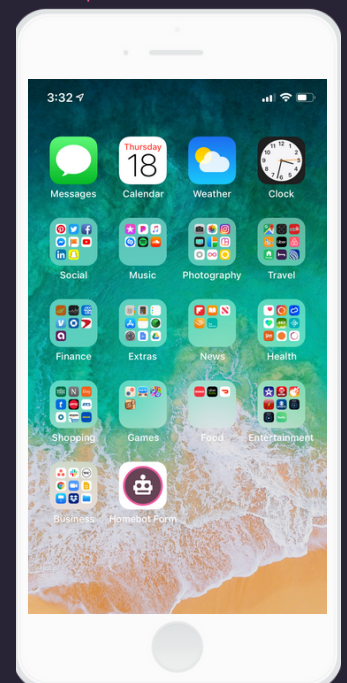 3:32
Messages
Thursday
18
Calendar
Weather
Clock
Social
Music
Photography
Travel
Finance
Extras
News
Health
Shopping
Games
Food
Entertainment
Business
Homebot Form